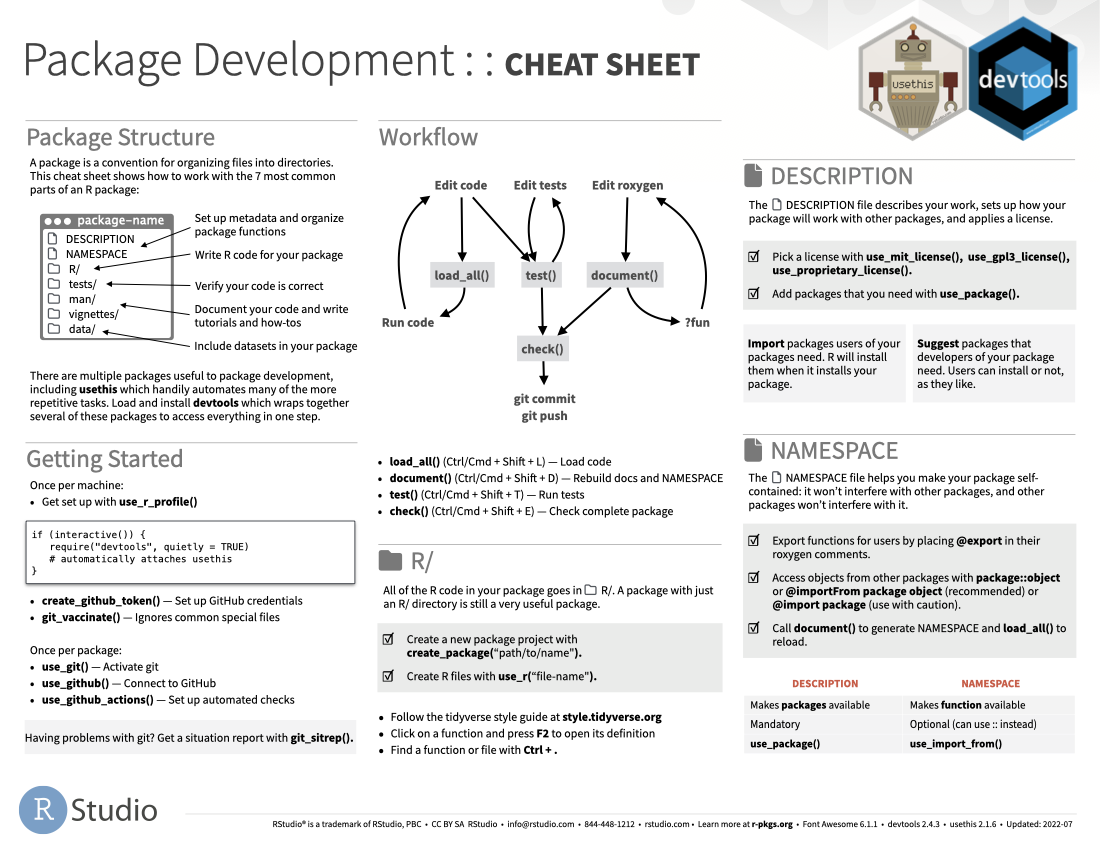 Package Development : : CHEAT SHEET
usethis
devtools
Package Structure
A package is a convention for organizing files into directories.
This cheat sheet shows how to work with the 7 most common
parts of an R package:
package-name
DESCRIPTION
NAMESPACE
R/
tests/
man/
vignettes/
data/
Set up metadata and organize
package functions
Write R code for your package
Verify your code is correct
Document your code and write
tutorials and how-tos
Include datasets in your package
There are multiple packages useful to package development,
including usethis which handily automates many of the more
repetitive tasks. Load and install devtools which wraps together
several of these packages to access everything in one step.
Getting Started
Once per machine:
• Get set up with use_r_profile()
if (interactive()) {
require("devtools", quietly = TRUE)
# automatically attaches usethis
}
• create_github_token() — Set up GitHub credentials
• git_vaccinate() — Ignores common special files
Once per package:
• use_git() — Activate git
• use_github() — Connect to GitHub
• use_github_actions() — Set up automated checks
Having problems with git? Get a situation report with git_sitrep().
Workflow
Edit code
Edit tests
Edit roxygen
load_all()
test()
document()
Run code
?fun
check()
git commit
git push
• load_all() (Ctrl/Cmd + Shift + L) — Load code
• document() (Ctrl/Cmd + Shift + D) — Rebuild docs and NAMESPACE
• test() (Ctrl/Cmd + Shift + T) — Run tests
• check() (Ctrl/Cmd + Shift + E) — Check complete package
R/
All of the R code in your package goes in R/. A package with just
an R/ directory is still a very useful package.
☑ Create a new package project with
create_package(“path/to/name”).
☑ Create R files with use_r(“file-name”).
• Follow the tidyverse style guide at style.tidyverse.org
• Click on a function and press F2 to open its definition
• Find a function or file with Ctrl + .
DESCRIPTION
The DESCRIPTION file describes your work, sets up how your
package will work with other packages, and applies a license.
☑ Pick a license with use_mit_license(), use_gpl3_license(),
use_proprietary_license().
☑ Add packages that you need with use_package().
Import packages users of your
packages need. R will install
them when it installs your
package.
Suggest packages that
developers of your package
need. Users can install or not,
as they like.
NAMESPACE
The NAMESPACE file helps you make your package self-
contained: it won’t interfere with other packages, and other
packages won’t interfere with it.
☑ Export functions for users by placing @export in their
roxygen comments.
☑ Access objects from other packages with package::object
or @importFrom package object (recommended) or
@import package (use with caution).
☑ Call document() to generate NAMESPACE and load_all() to
reload.
DESCRIPTION NAMESPACE
Makes packages available Makes function available
Mandatory Optional (can use :: instead)
use_package() use_import_from()
R Studio
RStudio® is a trademark of RStudio, PBC • CC BY SA RStudio • info@rstudio.com • 844-448-1212 • rstudio.com • Learn more at r-pkgs.org • Font Awesome 6.1.1 • devtools 2.4.3 • usethis 2.1.6 • Updated: 2022-07